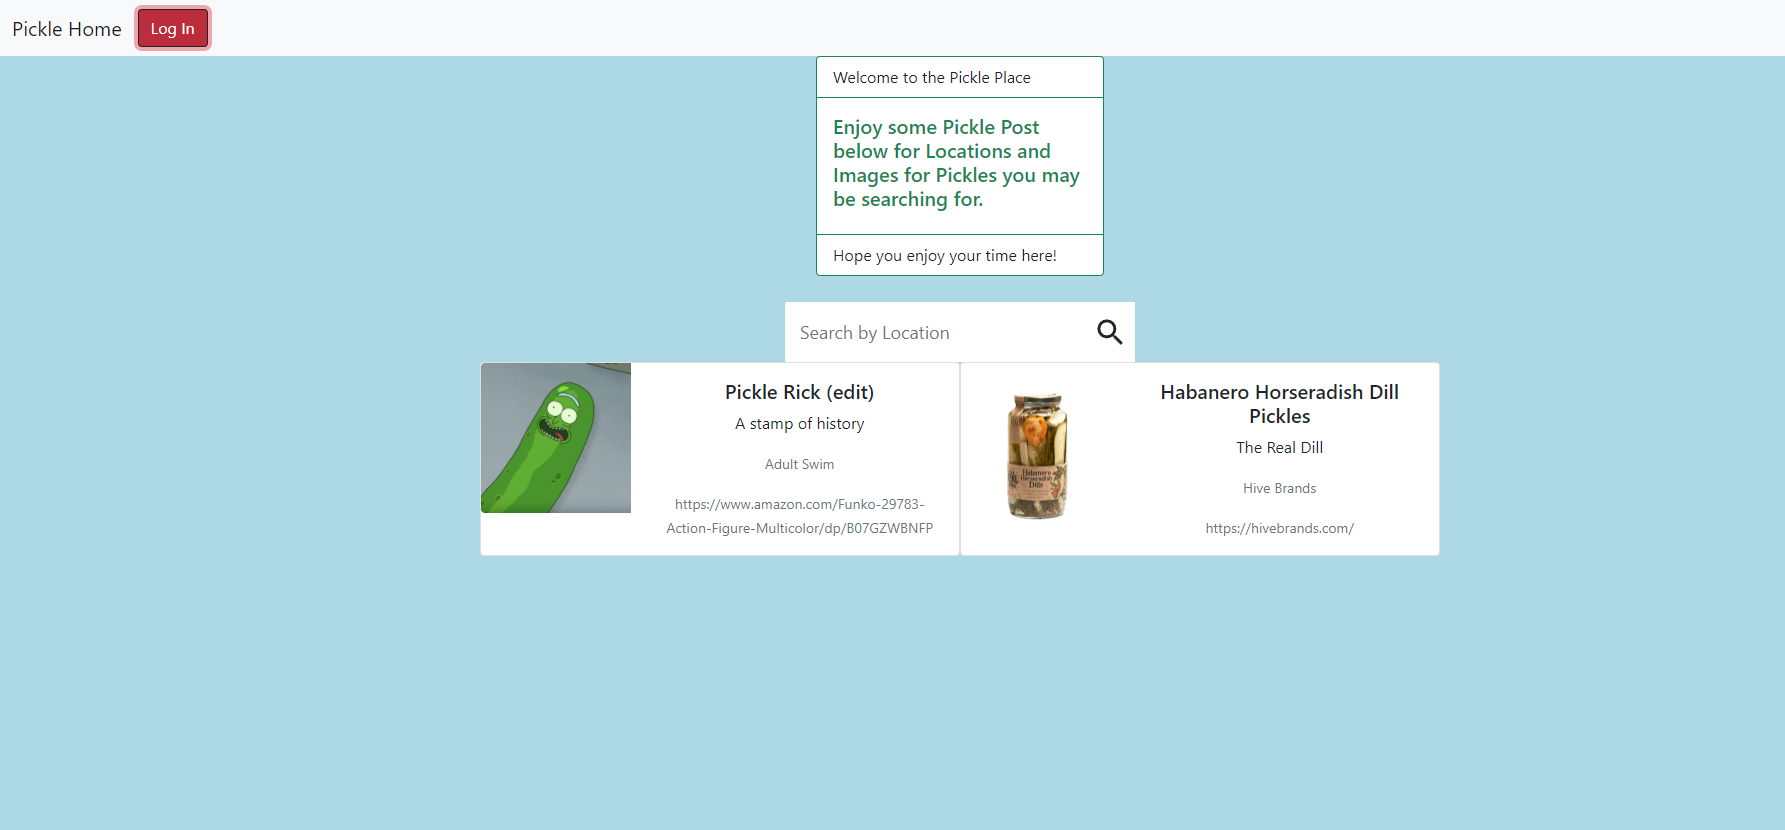 Pickle Home Log In
Welcome to the Pickle Place
Enjoy some Pickle Post
below for Locations and
Images for Pickles you may
be searching for.
Hope you enjoy your time here!
Search by Location
Pickle Rick (edit)
A stamp of history
Adult Swim
https://www.amazon.com/Funko-29783-
Action-Figure-Multicolor/dp/B07GZWBNFP
Habanero
Horseradish
Dills
Habanero Horseradish Dill
Pickles
The Real Dill
Hive Brands
https://hivebrands.com/